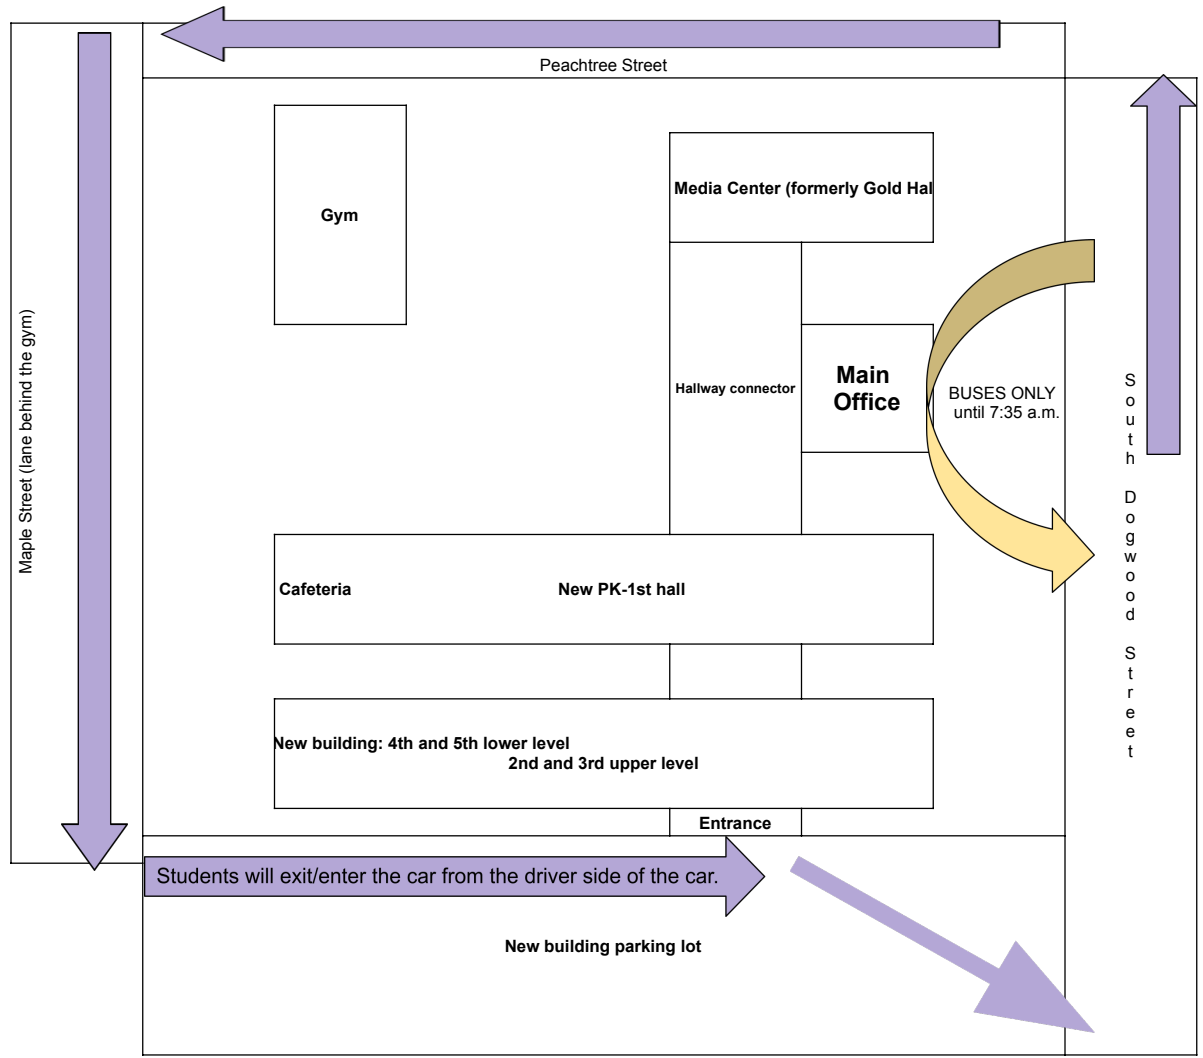 Peachtree Street
Media Center (formerly Gold Hal
Gym
Maple Street (lane behind the gym)
Hallway connector
Main
Office
BUSES ONLY
until 7:35 a.m.
South Dogwood Street
Cafeteria
New PK-1st hall
New building: 4th and 5th lower level
2nd and 3rd upper level
Entrance
Students will exit/enter the car from the driver side of the car.
New building parking lot